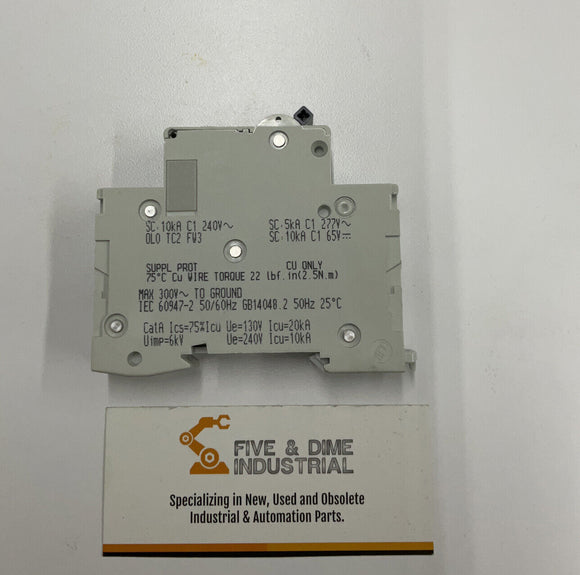 SC:10kA C1 240V~
OLO TC2 FW3
SC:5kA C1 277V~
SC:10kA C1 65V⎓
SUPPL PROT
CU ONLY
75°C Cu WIRE TORQUE 22 lbf.in(2.5N.m)
MAX 300V~ TO GROUND
IEC 60947-2 50/60Hz GB14048.2 50Hz 25°C
CatA Ics=75%Icu Ue=130V Icu=20kA
Uimp=6kV Ue=240V Icu=10kA
FIVE & DIME
INDUSTRIAL
Specializing in New, Used and Obsolete
Industrial & Automation Parts.